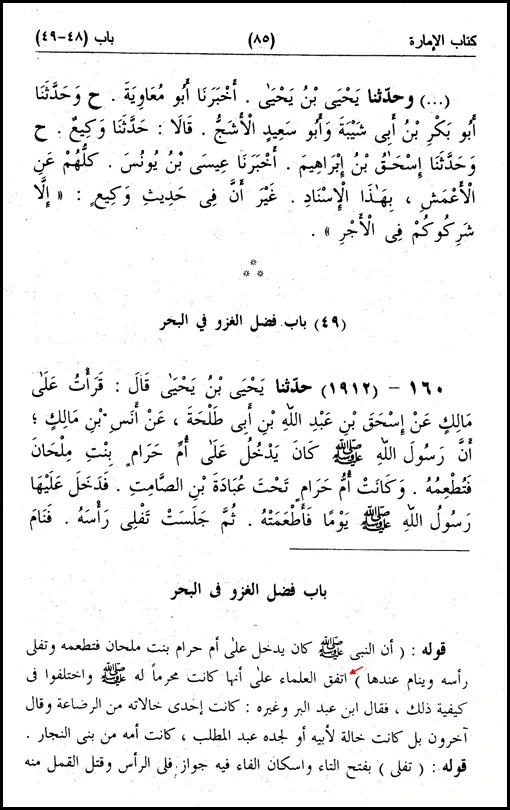 كتاب الإمارة (٨٥) باب (٤٨-٤٩)
(...) وحدّثنا يَحْيَى بْنُ يَحْيَىٰ . أَخْبَرَنَا أَبُو مُعَاوِيَةَ . ح وَحَدَّثَنَا
أَبُو بَكْرِ بْنُ أَبِى شَيْبَةَ وَأَبُو سَعِيدٍ الْأَشَجُّ . قَالَا : حَدَّثَنَا وَكِيعٌ . ح
وَحَدَّثَنَا إِسْحَـٰقُ بْنُ إِبْرَاهِيمَ . أَخْبَرَنَا عِيسَى بْنُ يُونُسَ . كلُّهُمْ عَنِ
الْأَعْمَشِ ، بِهَـٰذَا الْإِسْنَادِ . غَيْرَ أَنَّ فِى حَدِيثِ وَكِيعٍ : « إِلَّا
شَرِكُوكُمْ فِى الْأَجْرِ » .
(٤٩) باب فضل الغزو في البحر
١٦٠ - (١٩١٢) حدّثنا يَحْيَى بْنُ يَحْيَىٰ قَالَ : قَرَأْتُ عَلَىٰ
مَالِكٍ عَنْ إِسْحَقَ بْنِ عَبْدِ اللَّهِ بْنِ أَبِى طَلْحَةَ ، عَنْ أَنَسِ بْنِ مَالِكٍ ؛
أَنَّ رَسُولَ اللَّهِ ﷺ كَانَ يَدْخُلُ عَلَىٰ أُمِّ حَرَامٍ بِنْتِ مِلْحَانَ
فَتُطْعِمُهُ . وَكَانَتْ أُمُّ حَرَامٍ تَحْتَ عُبَادَةَ بْنِ الصَّامِتِ . فَدَخَلَ عَلَيْهَا
رَسُولُ اللَّهِ ﷺ يَوْمًا فَأَطْعَمَتْهُ . ثُمَّ جَلَسَتْ تَفْلِى رَأْسَهُ . فَنَامَ
باب فضل الغزو فى البحر
قوله : ( أن النبى ﷺ كان يدخل علىٰ أم حرام بنت ملحان فتطعمه وتفلى
رأسه وينام عندها ) اتفق العلماء علىٰ أنها كانت محرماً له ﷺ واختلفوا فى
كيفية ذلك ، فقال ابن عبد البر وغيره : كانت إحدى خالاته من الرضاعة وقال
آخرون بل كانت خالة لأبيه أو لجده عبد المطلب ، كانت أمه من بنى النجار .
قوله : ( تفلى ) بفتح التاء واسكان الفاء فيه جواز فلى الرأس وقتل القمل منه